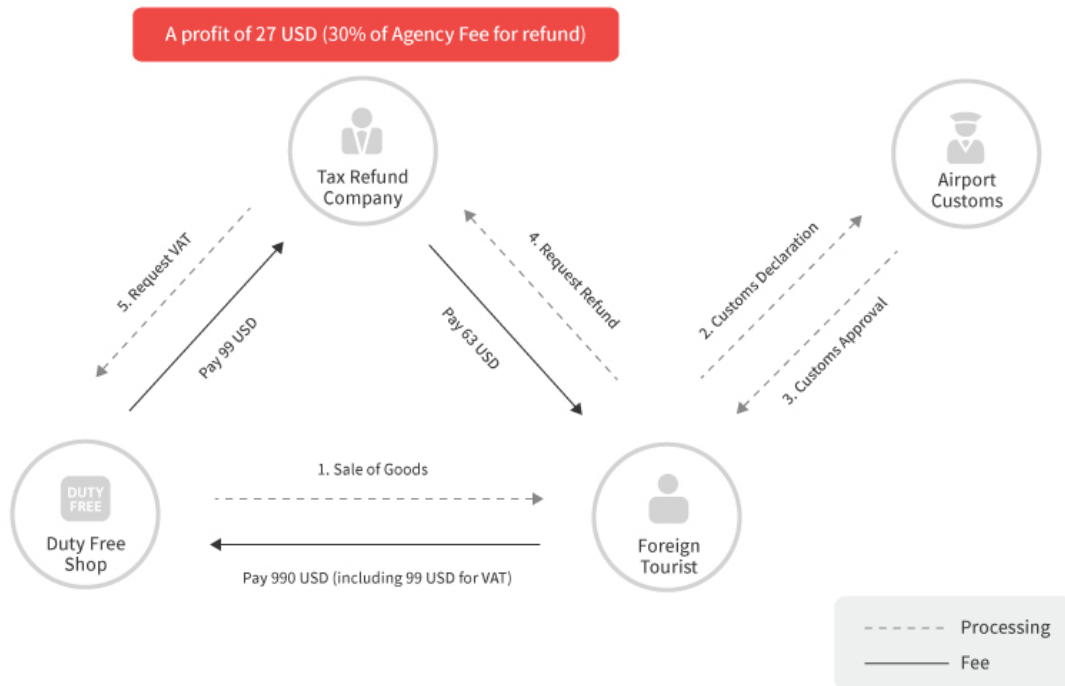 A profit of 27 USD (30% of Agency Fee for refund)
Tax Refund
Company
Airport
Customs
5. Request VAT
Pay 99 USD
Pay 63 USD
4. Request Refund
2. Customs Declaration
3. Customs Approval
1. Sale of Goods
DUTY
FREE
Duty Free
Shop
Foreign
Tourist
Pay 990 USD (including 99 USD for VAT)
Processing
Fee